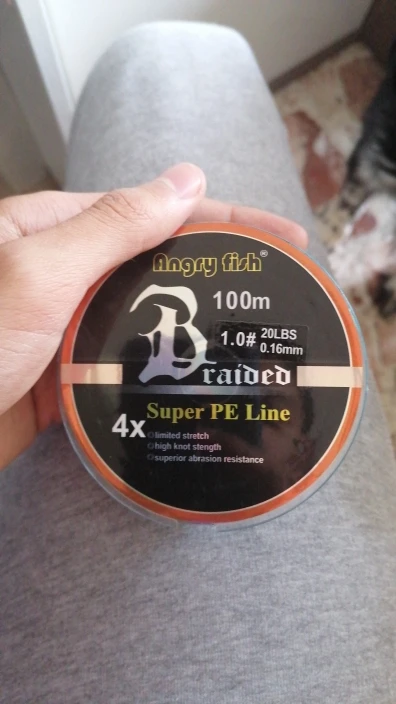 Angry fish®
100m
1.0# 20LBS
0.16mm
Braided
Super PE Line
4x
limited stretch
high knot stength
superior abrasion resistance